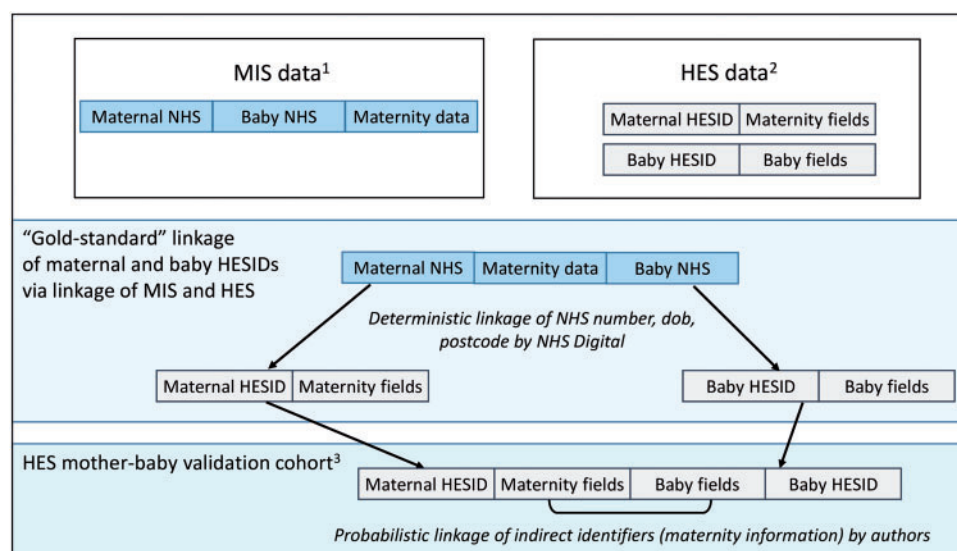 MIS data¹
Maternal NHS Baby NHS Maternity data
HES data²
Maternal HESID Maternity fields
Baby HESID Baby fields
“Gold-standard” linkage
of maternal and baby HESIDs
via linkage of MIS and HES
Maternal NHS Maternity data Baby NHS
Deterministic linkage of NHS number, dob,
postcode by NHS Digital
Maternal HESID Maternity fields
Baby HESID Baby fields
HES mother-baby validation cohort³
Maternal HESID Maternity fields Baby fields Baby HESID
Probabilistic linkage of indirect identifiers (maternity information) by authors